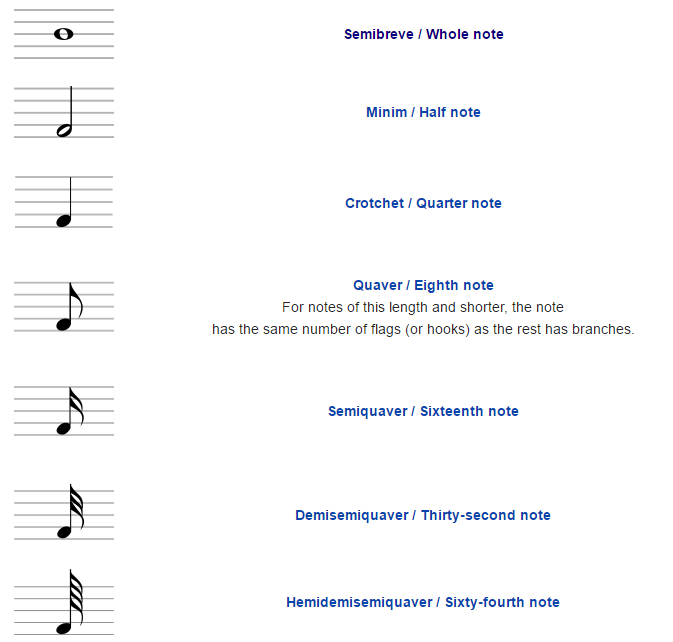 Semibreve / Whole note
Minim / Half note
Crotchet / Quarter note
Quaver / Eighth note
For notes of this length and shorter, the note
has the same number of flags (or hooks) as the rest has branches.
Semiquaver / Sixteenth note
Demisemiquaver / Thirty-second note
Hemidemisemiquaver / Sixty-fourth note